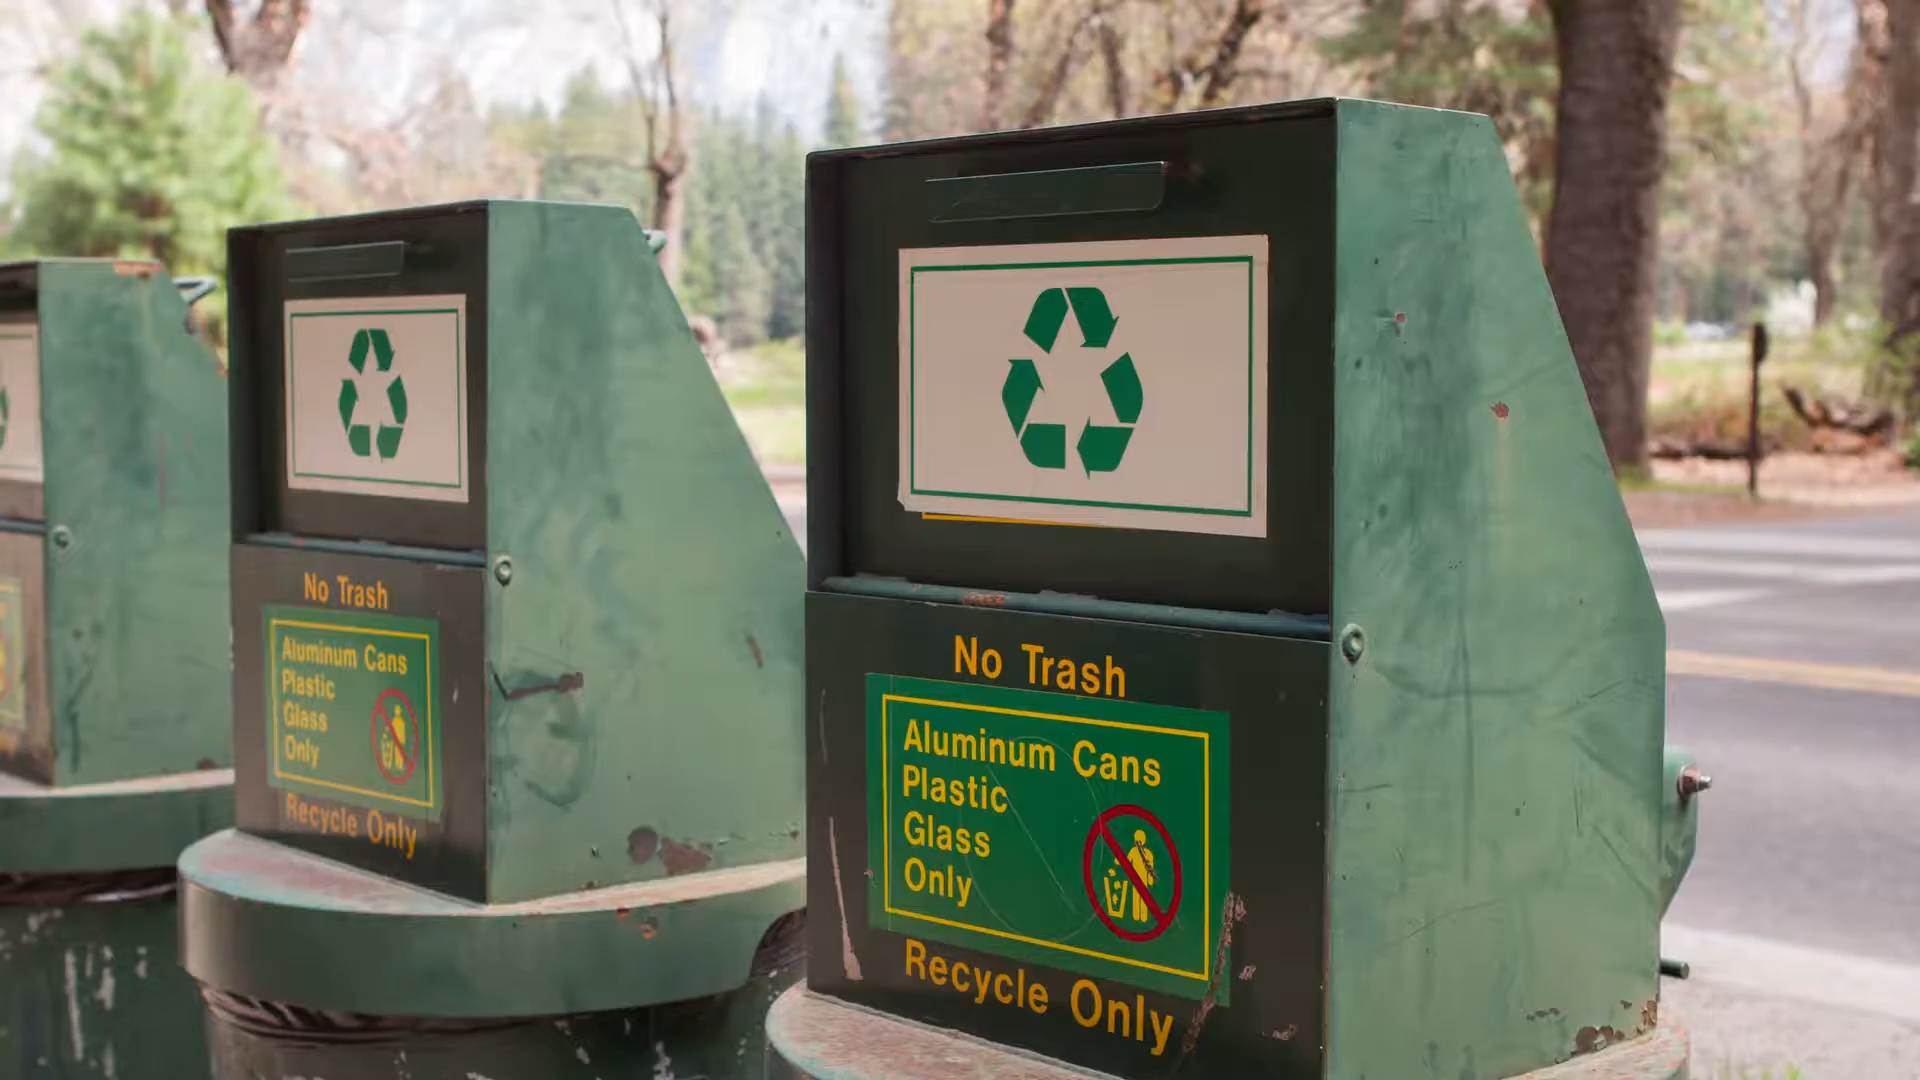 No Trash
Aluminum Cans
Plastic
Glass
Only
Recycle Only
No Trash
Aluminum Cans
Plastic
Glass
Only
Recycle Only